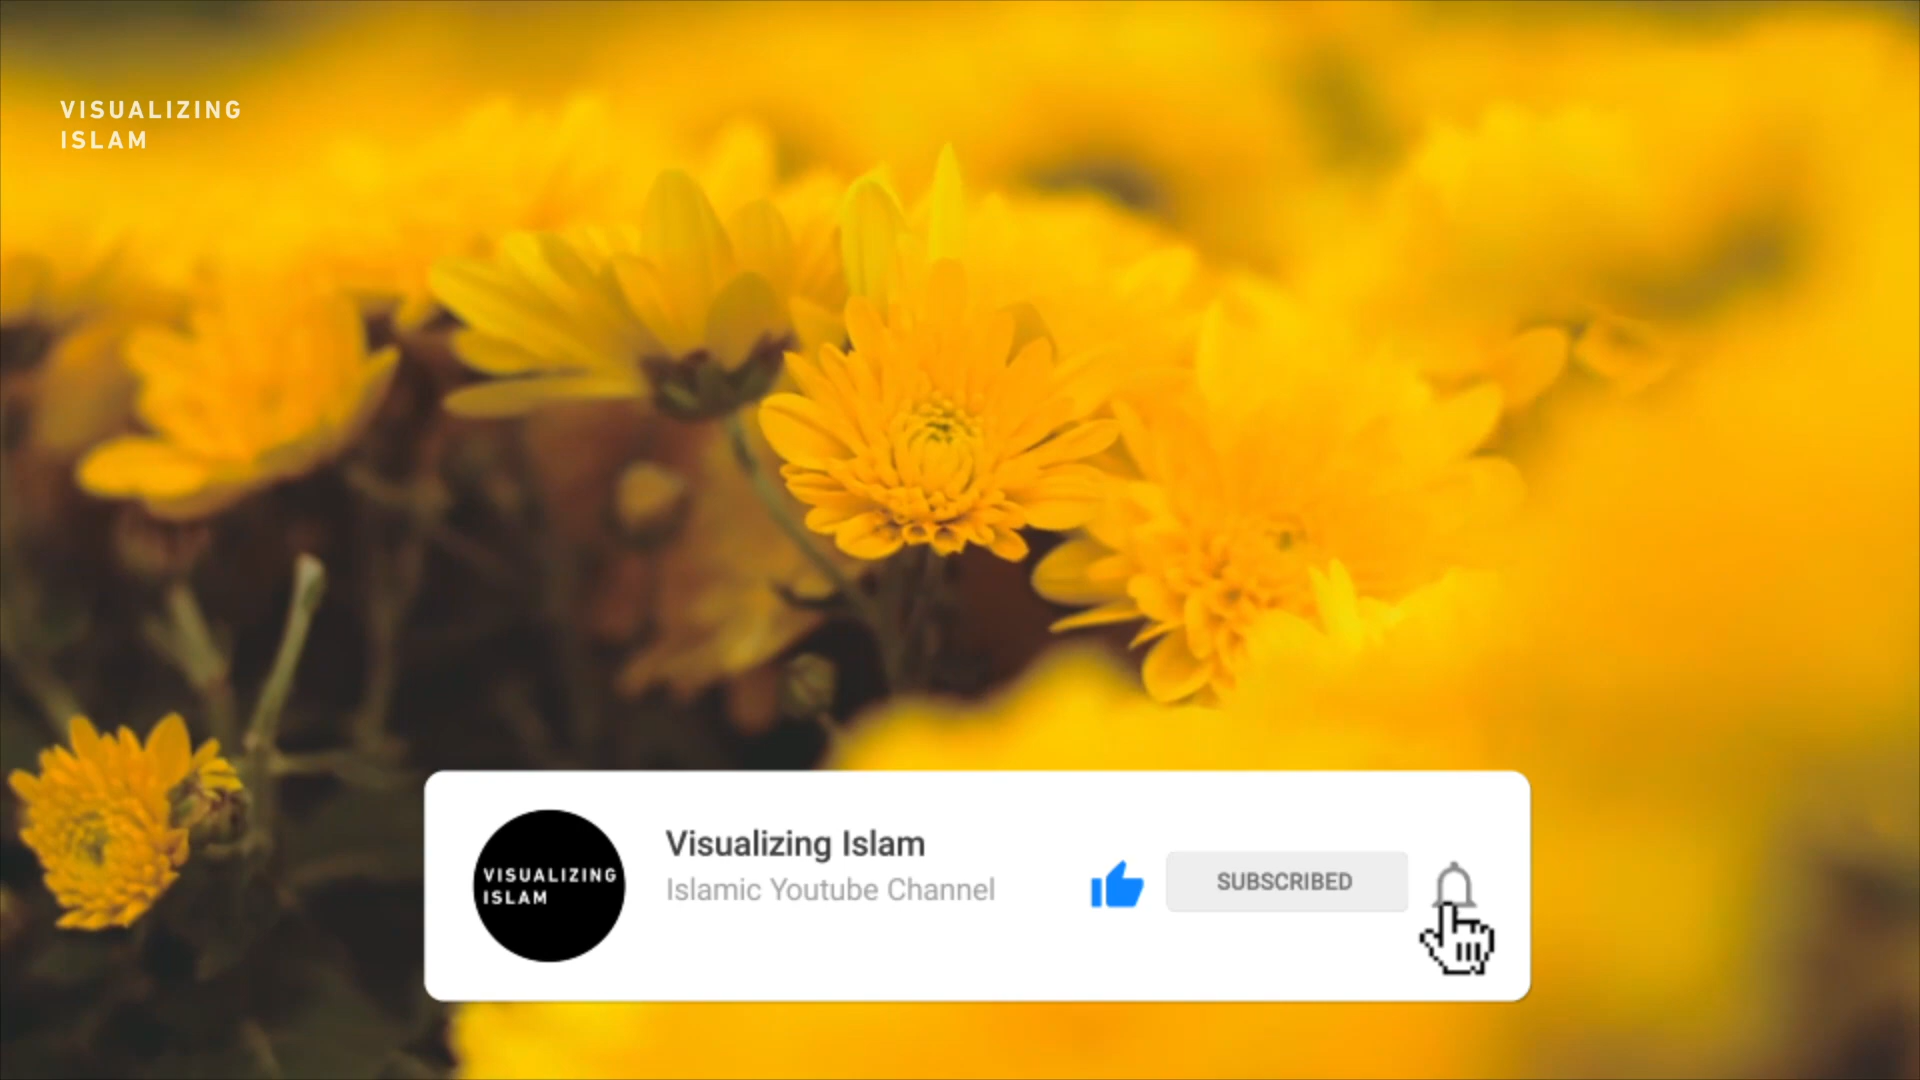 VISUALIZING
ISLAM
VISUALIZING
ISLAM
Visualizing Islam
Islamic Youtube Channel
SUBSCRIBED